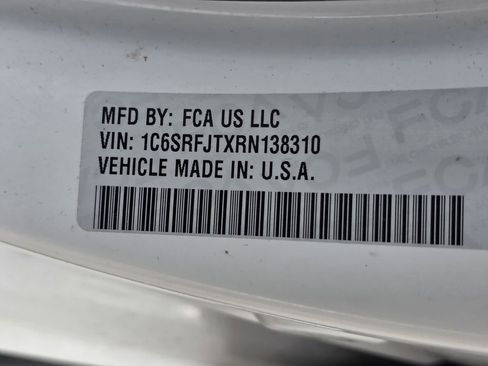 MFD BY: FCA US LLC
VIN: 1C6SRFJTXRN138310
VEHICLE MADE IN: U.S.A.